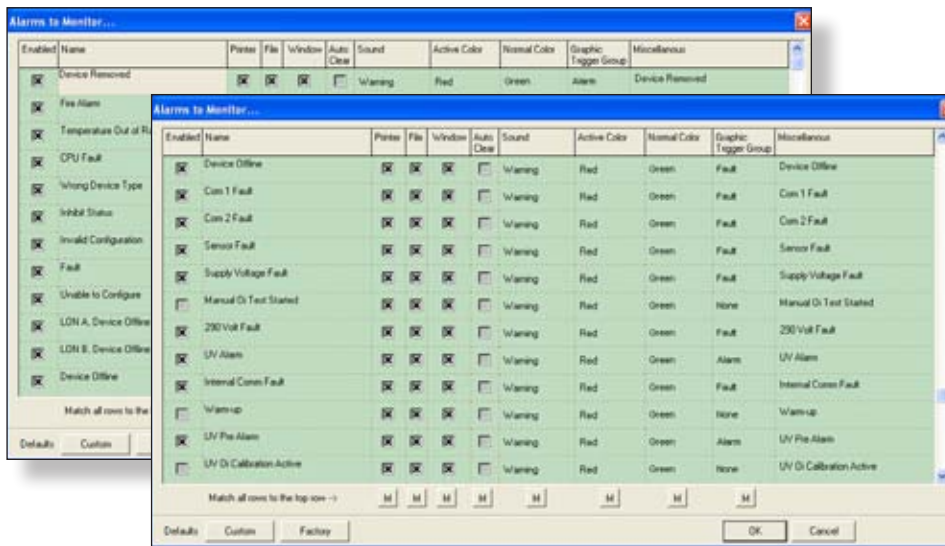 Alarms to Monitor...
Enabled Name Printer File Window Auto Clear Sound Active Color Normal Color Graphic Trigger Group Miscellanous
Device Removed Warning Red Green Alarm Device Removed
Fire Alarm
Temperature Out of
CPU Fault
Wrong Device Type
Inhibit Status
Invalid Configuration
Fault
Unable to Configure
LON A, Device Offline
LON B, Device Offline
Device Offline
Match all rows to the
Defaults Custom
Alarms to Monitor...
Enabled Name Printer File Window Auto Clear Sound Active Color Normal Color Graphic Trigger Group Miscellanous
Device Offline Warning Red Green Fault Device Offline
Com 1 Fault Warning Red Green Fault Com 1 Fault
Com 2 Fault Warning Red Green Fault Com 2 Fault
Sensor Fault Warning Red Green Fault Sensor Fault
Supply Voltage Fault Warning Red Green Fault Supply Voltage Fault
Manual Oi Test Started Warning Red Green None Manual Oi Test Started
290 Volt Fault Warning Red Green Fault 290 Volt Fault
UV Alarm Warning Red Green Alarm UV Alarm
Internal Comm Fault Warning Red Green Fault Internal Comm Fault
Warm-up Warning Red Green None Warm-up
UV Pre Alarm Warning Red Green Alarm UV Pre Alarm
UV Oi Calibration Active Warning Red Green None UV Oi Calibration Active
Match all rows to the top row -> M M M M M M M M
Defaults Custom Factory OK Cancel